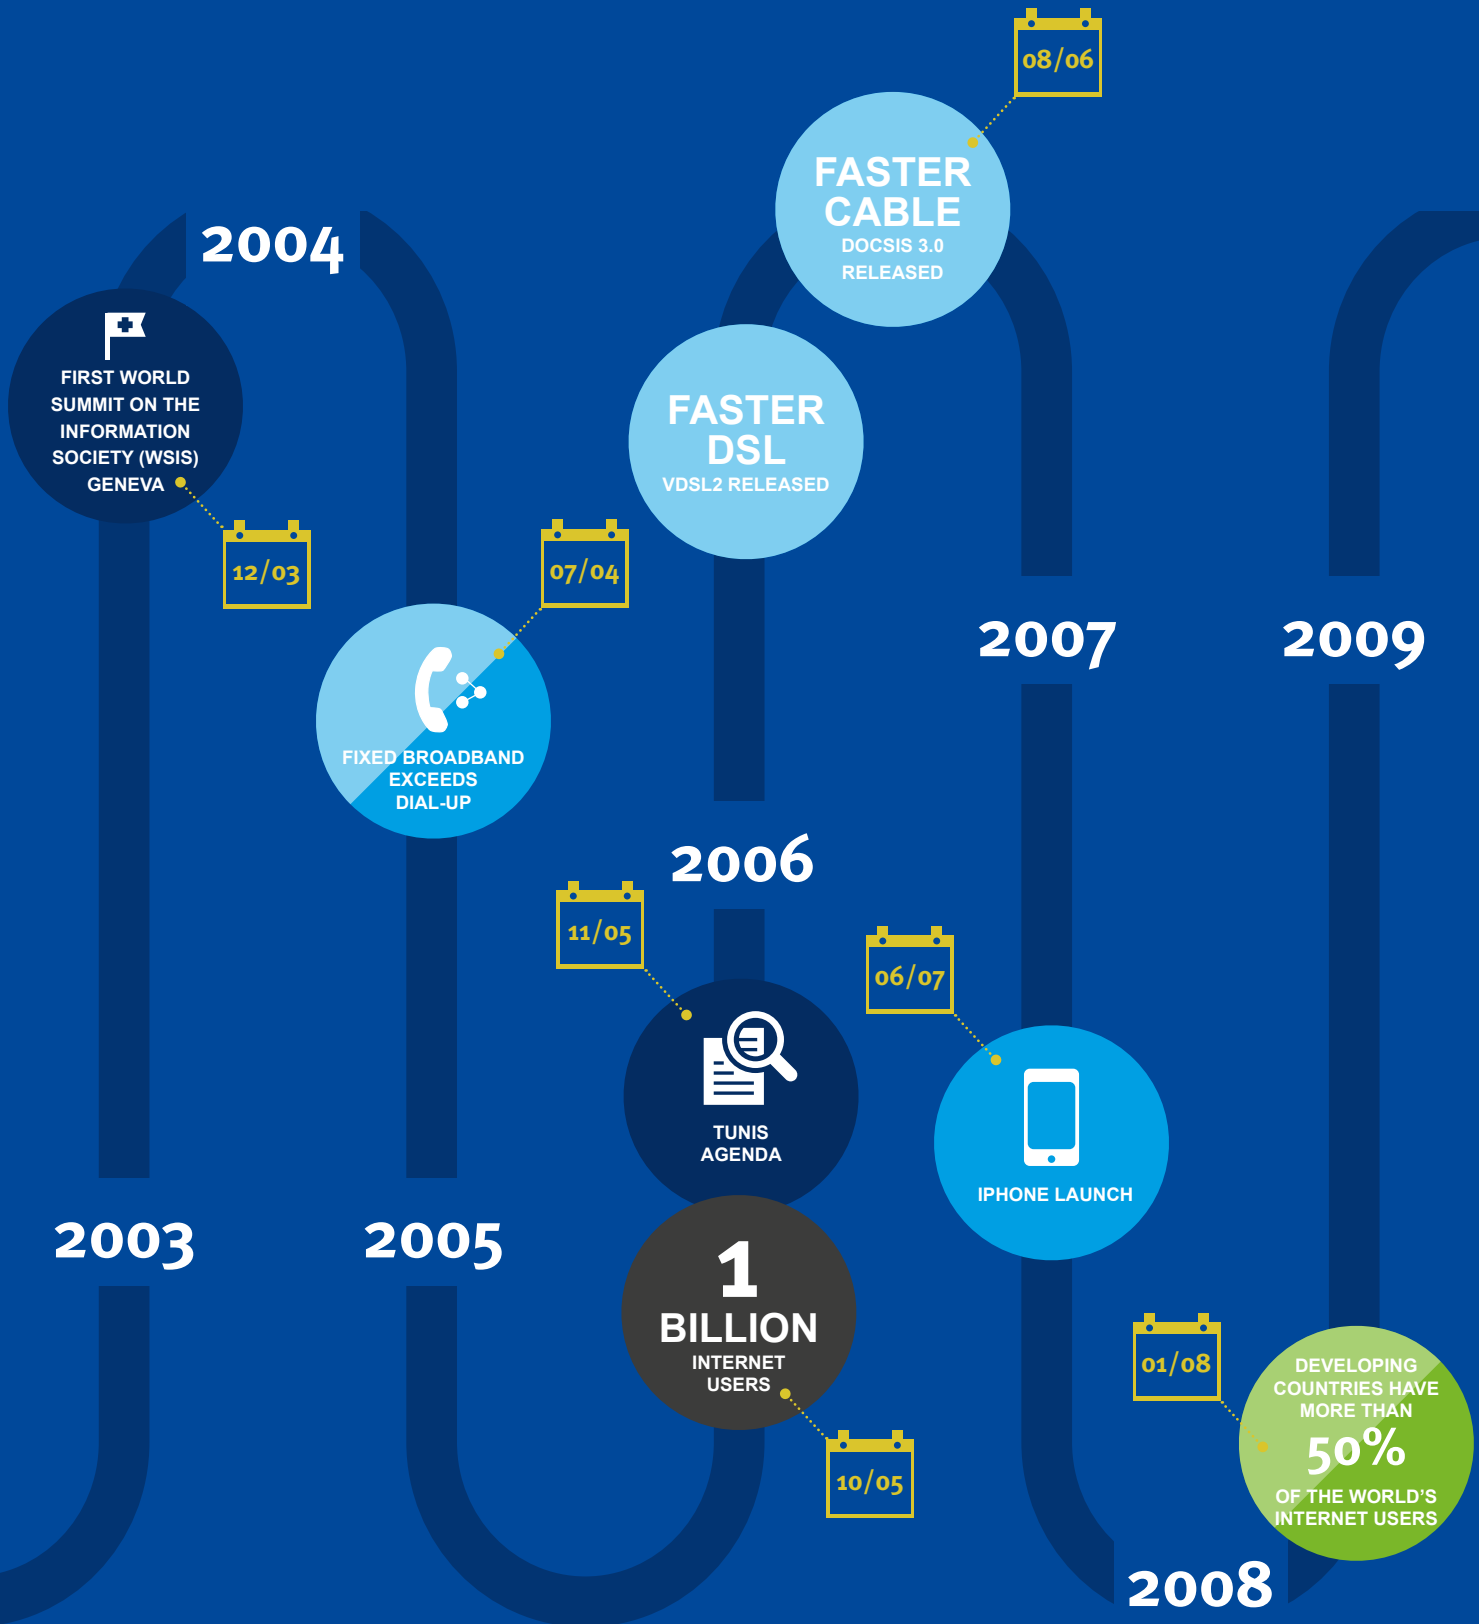 2003
FIRST WORLD
SUMMIT ON THE
INFORMATION
SOCIETY (WSIS)
GENEVA
12/03
2004
07/04
FIXED BROADBAND
EXCEEDS
DIAL-UP
2005
1
BILLION
INTERNET
USERS
10/05
11/05
TUNIS
AGENDA
2006
FASTER
DSL
VDSL2 RELEASED
08/06
FASTER
CABLE
DOCSIS 3.0
RELEASED
2007
06/07
IPHONE LAUNCH
2008
01/08
DEVELOPING
COUNTRIES HAVE
MORE THAN
50%
OF THE WORLD'S
INTERNET USERS
2009